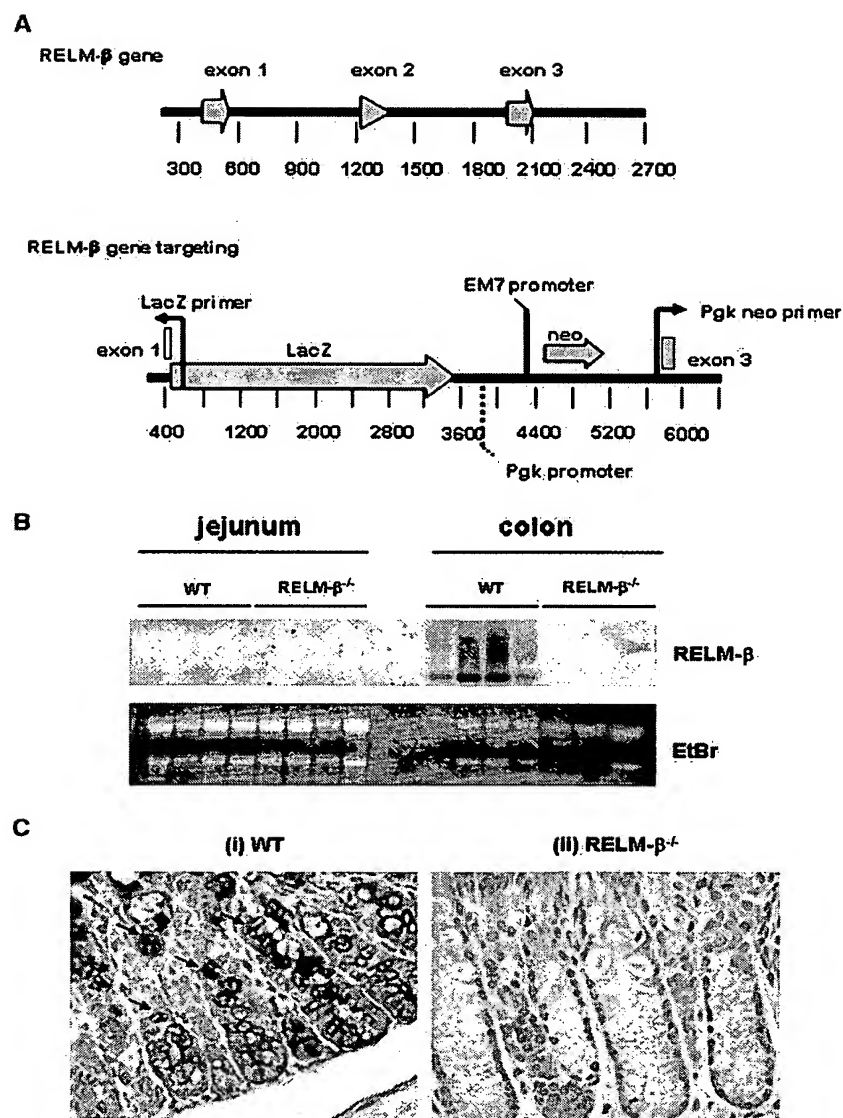 A
RELM-β gene
exon 1 exon 2 exon 3
300 600 900 1200 1500 1800 2100 2400 2700
RELM-β gene targeting
EM7 promoter
LacZ primer
Pgk neo primer
neo
exon 1
LacZ
exon 3
400 1200 2000 2800 3600 4400 5200 6000
Pgk promoter
B
jejunum colon
WT RELM-β-/- WT RELM-β-/-
RELM-β
EtBr
C
(i) WT (ii) RELM-β-/-